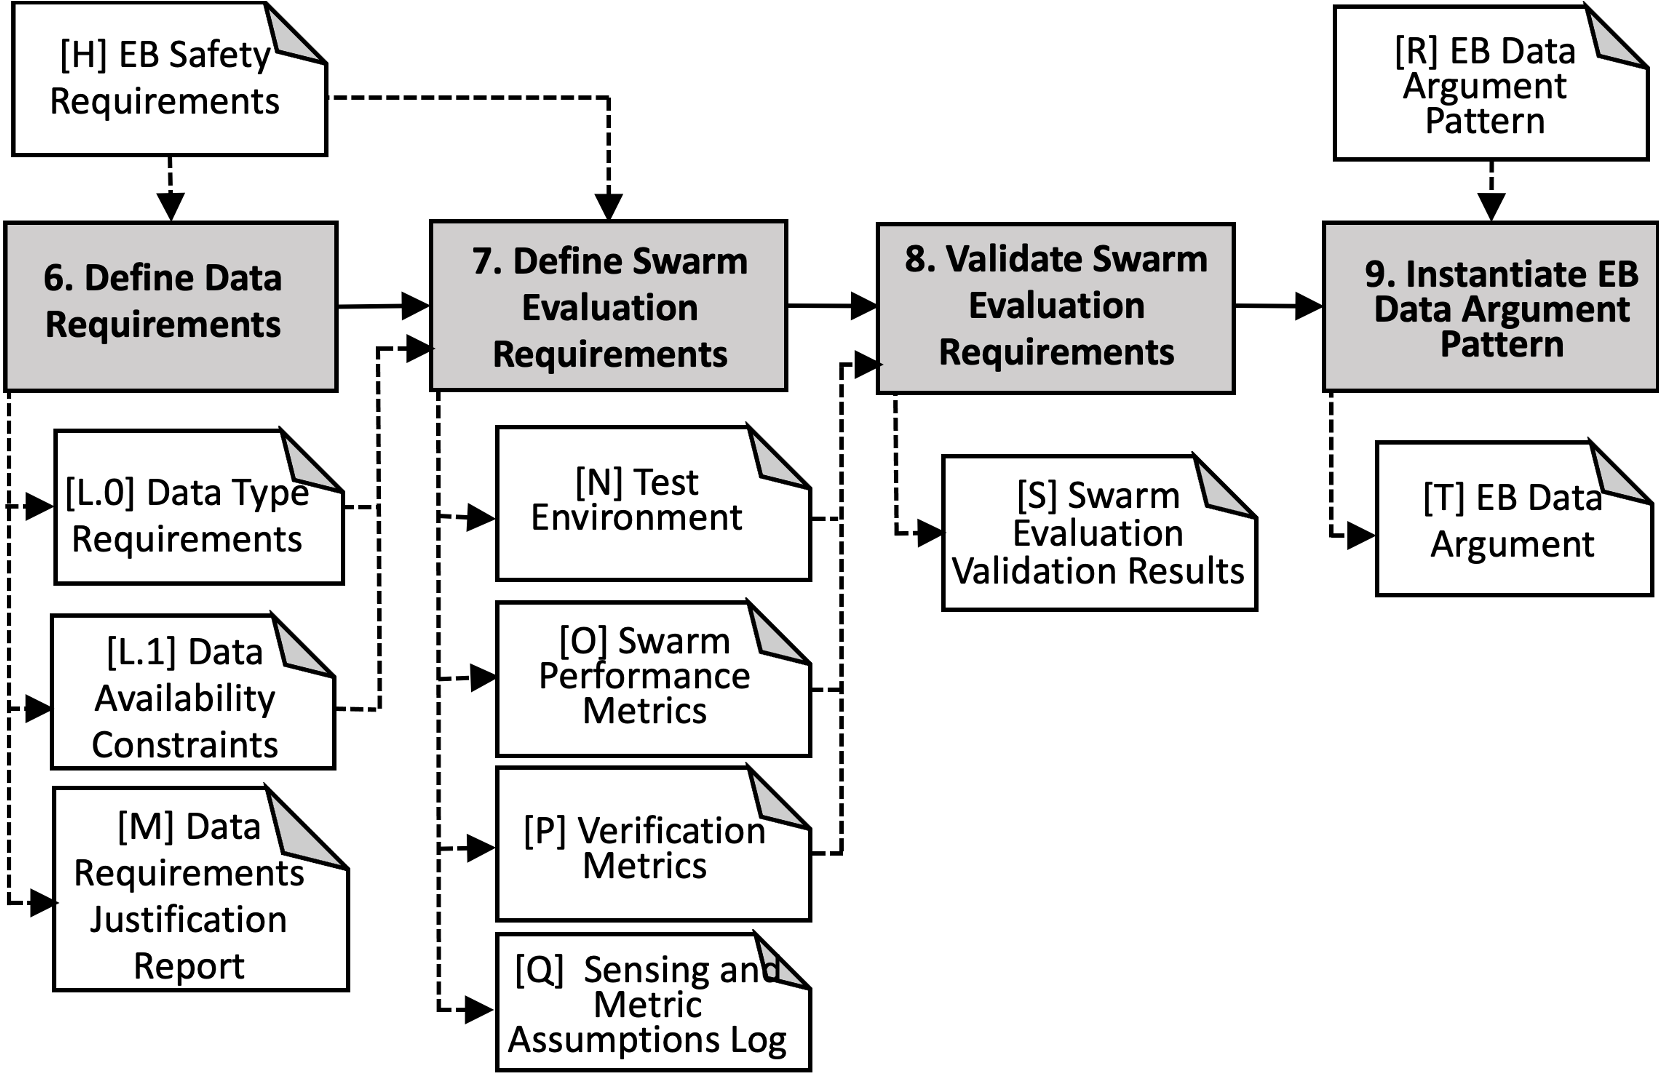 [H] EB Safety
Requirements
[R] EB Data
Argument
Pattern
6. Define Data
Requirements
7. Define Swarm
Evaluation
Requirements
8. Validate Swarm
Evaluation
Requirements
9. Instantiate EB
Data Argument
Pattern
[L.0] Data Type
Requirements
[L.1] Data
Availability
Constraints
[M] Data
Requirements
Justification
Report
[N] Test
Environment
[O] Swarm
Performance
Metrics
[P] Verification
Metrics
[Q] Sensing and
Metric
Assumptions Log
[S] Swarm
Evaluation
Validation Results
[T] EB Data
Argument